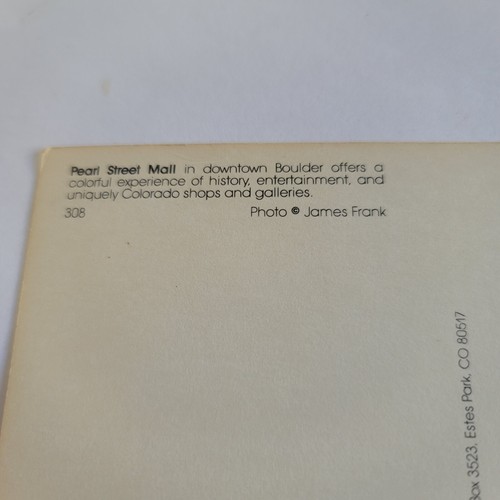 Pearl Street Mall in downtown Boulder offers a
colorful experience of history, entertainment, and
uniquely Colorado shops and galleries.
308 Photo © James Frank
Box 3523, Estes Park, CO 80517